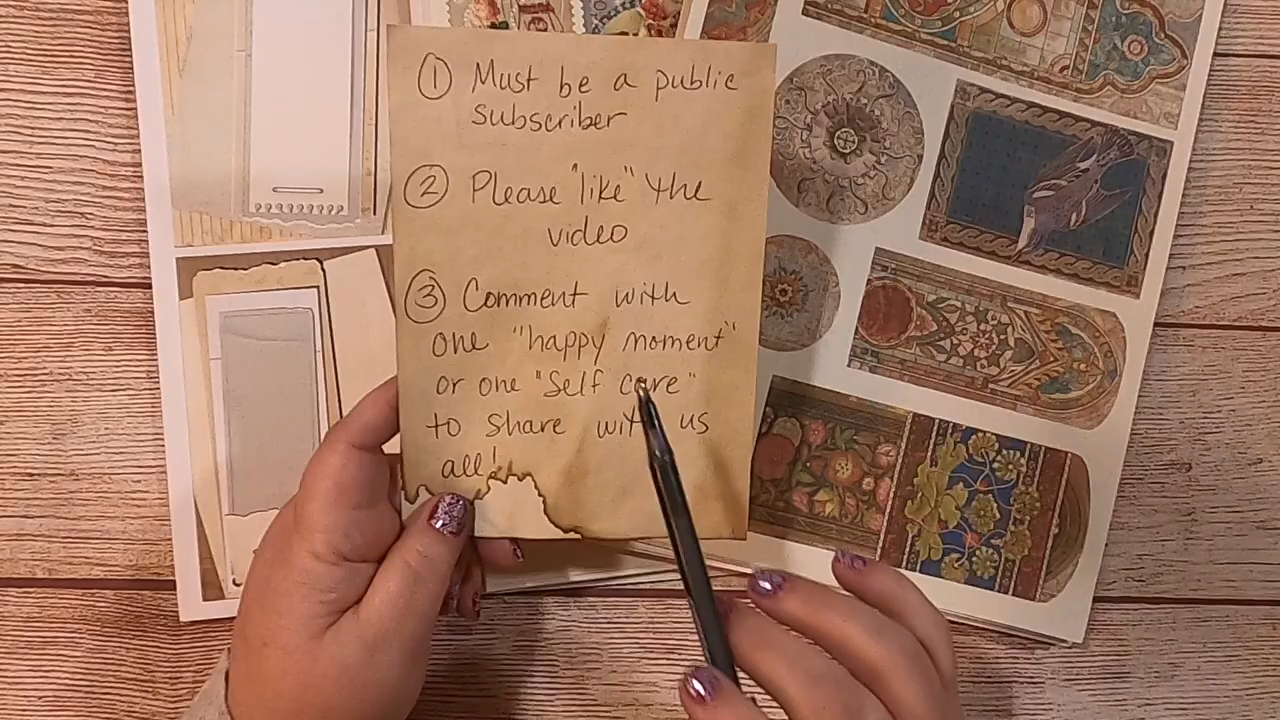 ① Must be a public
subscriber
② Please "like" the
video
③ Comment with
one "happy moment"
or one "Self care"
to share with us
all!